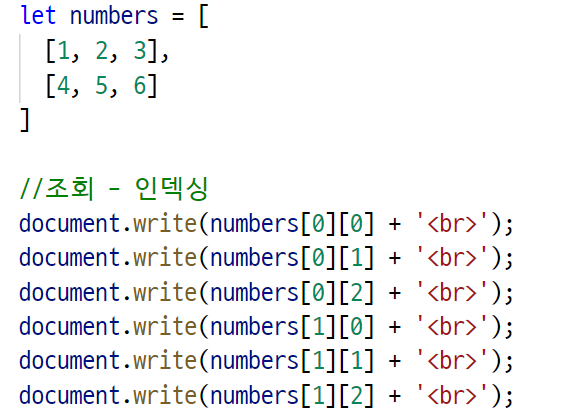 let numbers = [
  [1, 2, 3],
  [4, 5, 6]
]

//조회 - 인덱싱
document.write(numbers[0][0] + '<br>');
document.write(numbers[0][1] + '<br>');
document.write(numbers[0][2] + '<br>');
document.write(numbers[1][0] + '<br>');
document.write(numbers[1][1] + '<br>');
document.write(numbers[1][2] + '<br>');